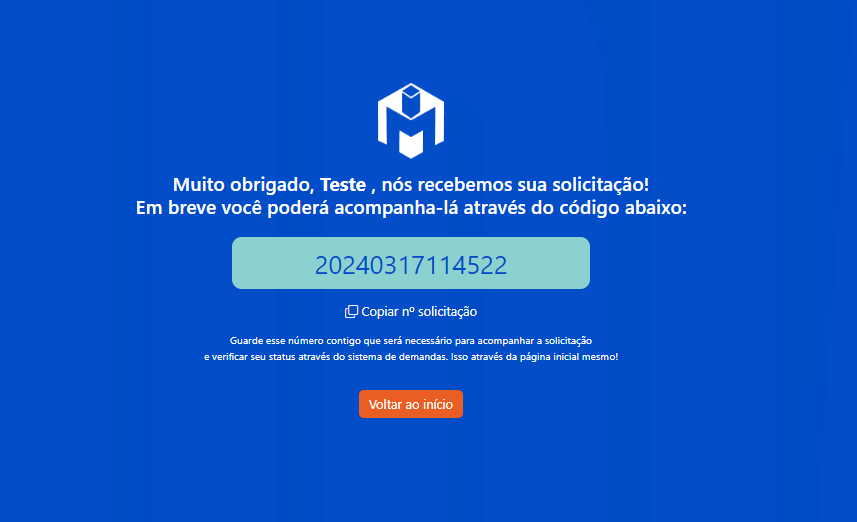 Muito obrigado, Teste , nós recebemos sua solicitação!
Em breve você poderá acompanha-lá através do código abaixo:
20240317114522
Copiar nº solicitação
Guarde esse número contigo que será necessário para acompanhar a solicitação
e verificar seu status através do sistema de demandas. Isso através da página inicial mesmo!
Voltar ao início